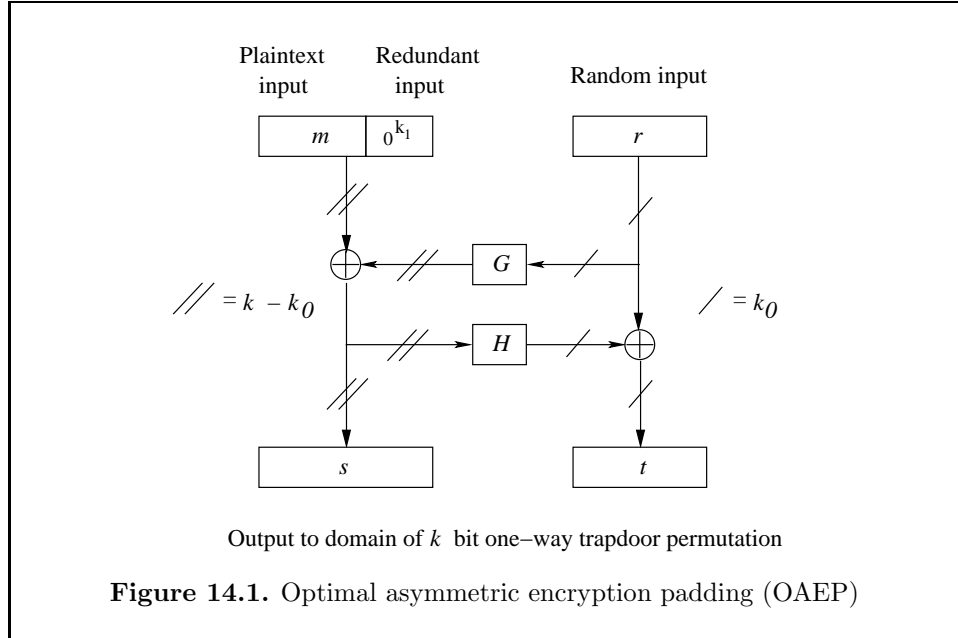 Plaintext input
Redundant input
Random input
m
0^k1
r
G
// = k − k0
/ = k0
H
s
t
Output to domain of k bit one−way trapdoor permutation
Figure 14.1. Optimal asymmetric encryption padding (OAEP)